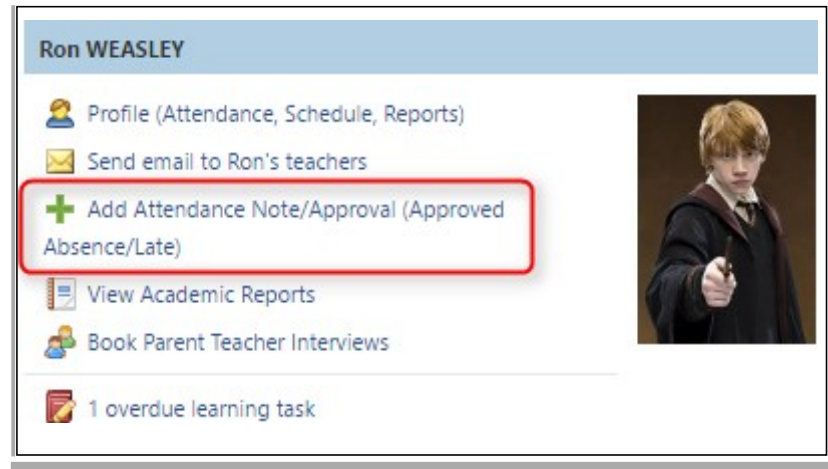 Ron WEASLEY
Profile (Attendance, Schedule, Reports)
Send email to Ron's teachers
Add Attendance Note/Approval (Approved
Absence/Late)
View Academic Reports
Book Parent Teacher Interviews
1 overdue learning task